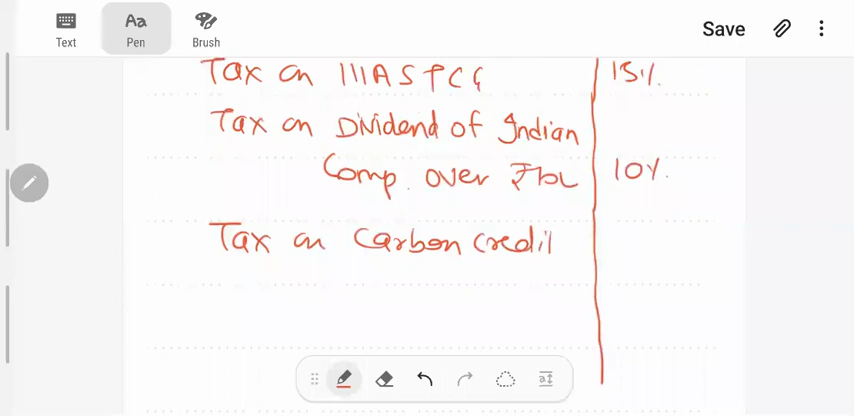 Text
Pen
Brush
Save
Tax on 111A STCG 15%
Tax on Dividend of Indian
Comp. over ₹10L 10%
Tax on Carbon credit